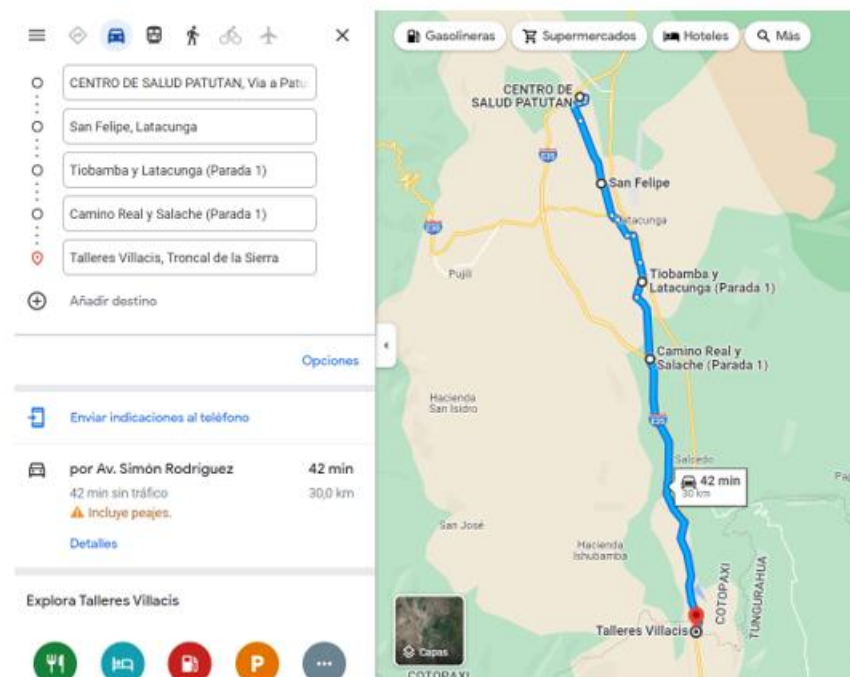 CENTRO DE SALUD PATUTAN, Via a Patu
San Felipe, Latacunga
Tiobamba y Latacunga (Parada 1)
Camino Real y Salache (Parada 1)
Talleres Villacis, Troncal de la Sierra
Añadir destino
Opciones
Enviar indicaciones al teléfono
por Av. Simón Rodríguez 42 min
42 min sin tráfico 30,0 km
Incluye peajes.
Detalles
Explora Talleres Villacis
P
Gasolineras Supermercados Hoteles Más
CENTRO DE
SALUD PATUTAN
E35
San Felipe
E30
Latacunga
Pujilí
Tiobamba y
Latacunga (Parada 1)
Camino Real y
Salache (Parada 1)
Hacienda
San Isidro
E35
Salcedo
42 min
30 km
San José
Hacienda
Ishubamba
COTOPAXI
TUNGURAHUA
Talleres Villacis
Capas
COTOPAXI